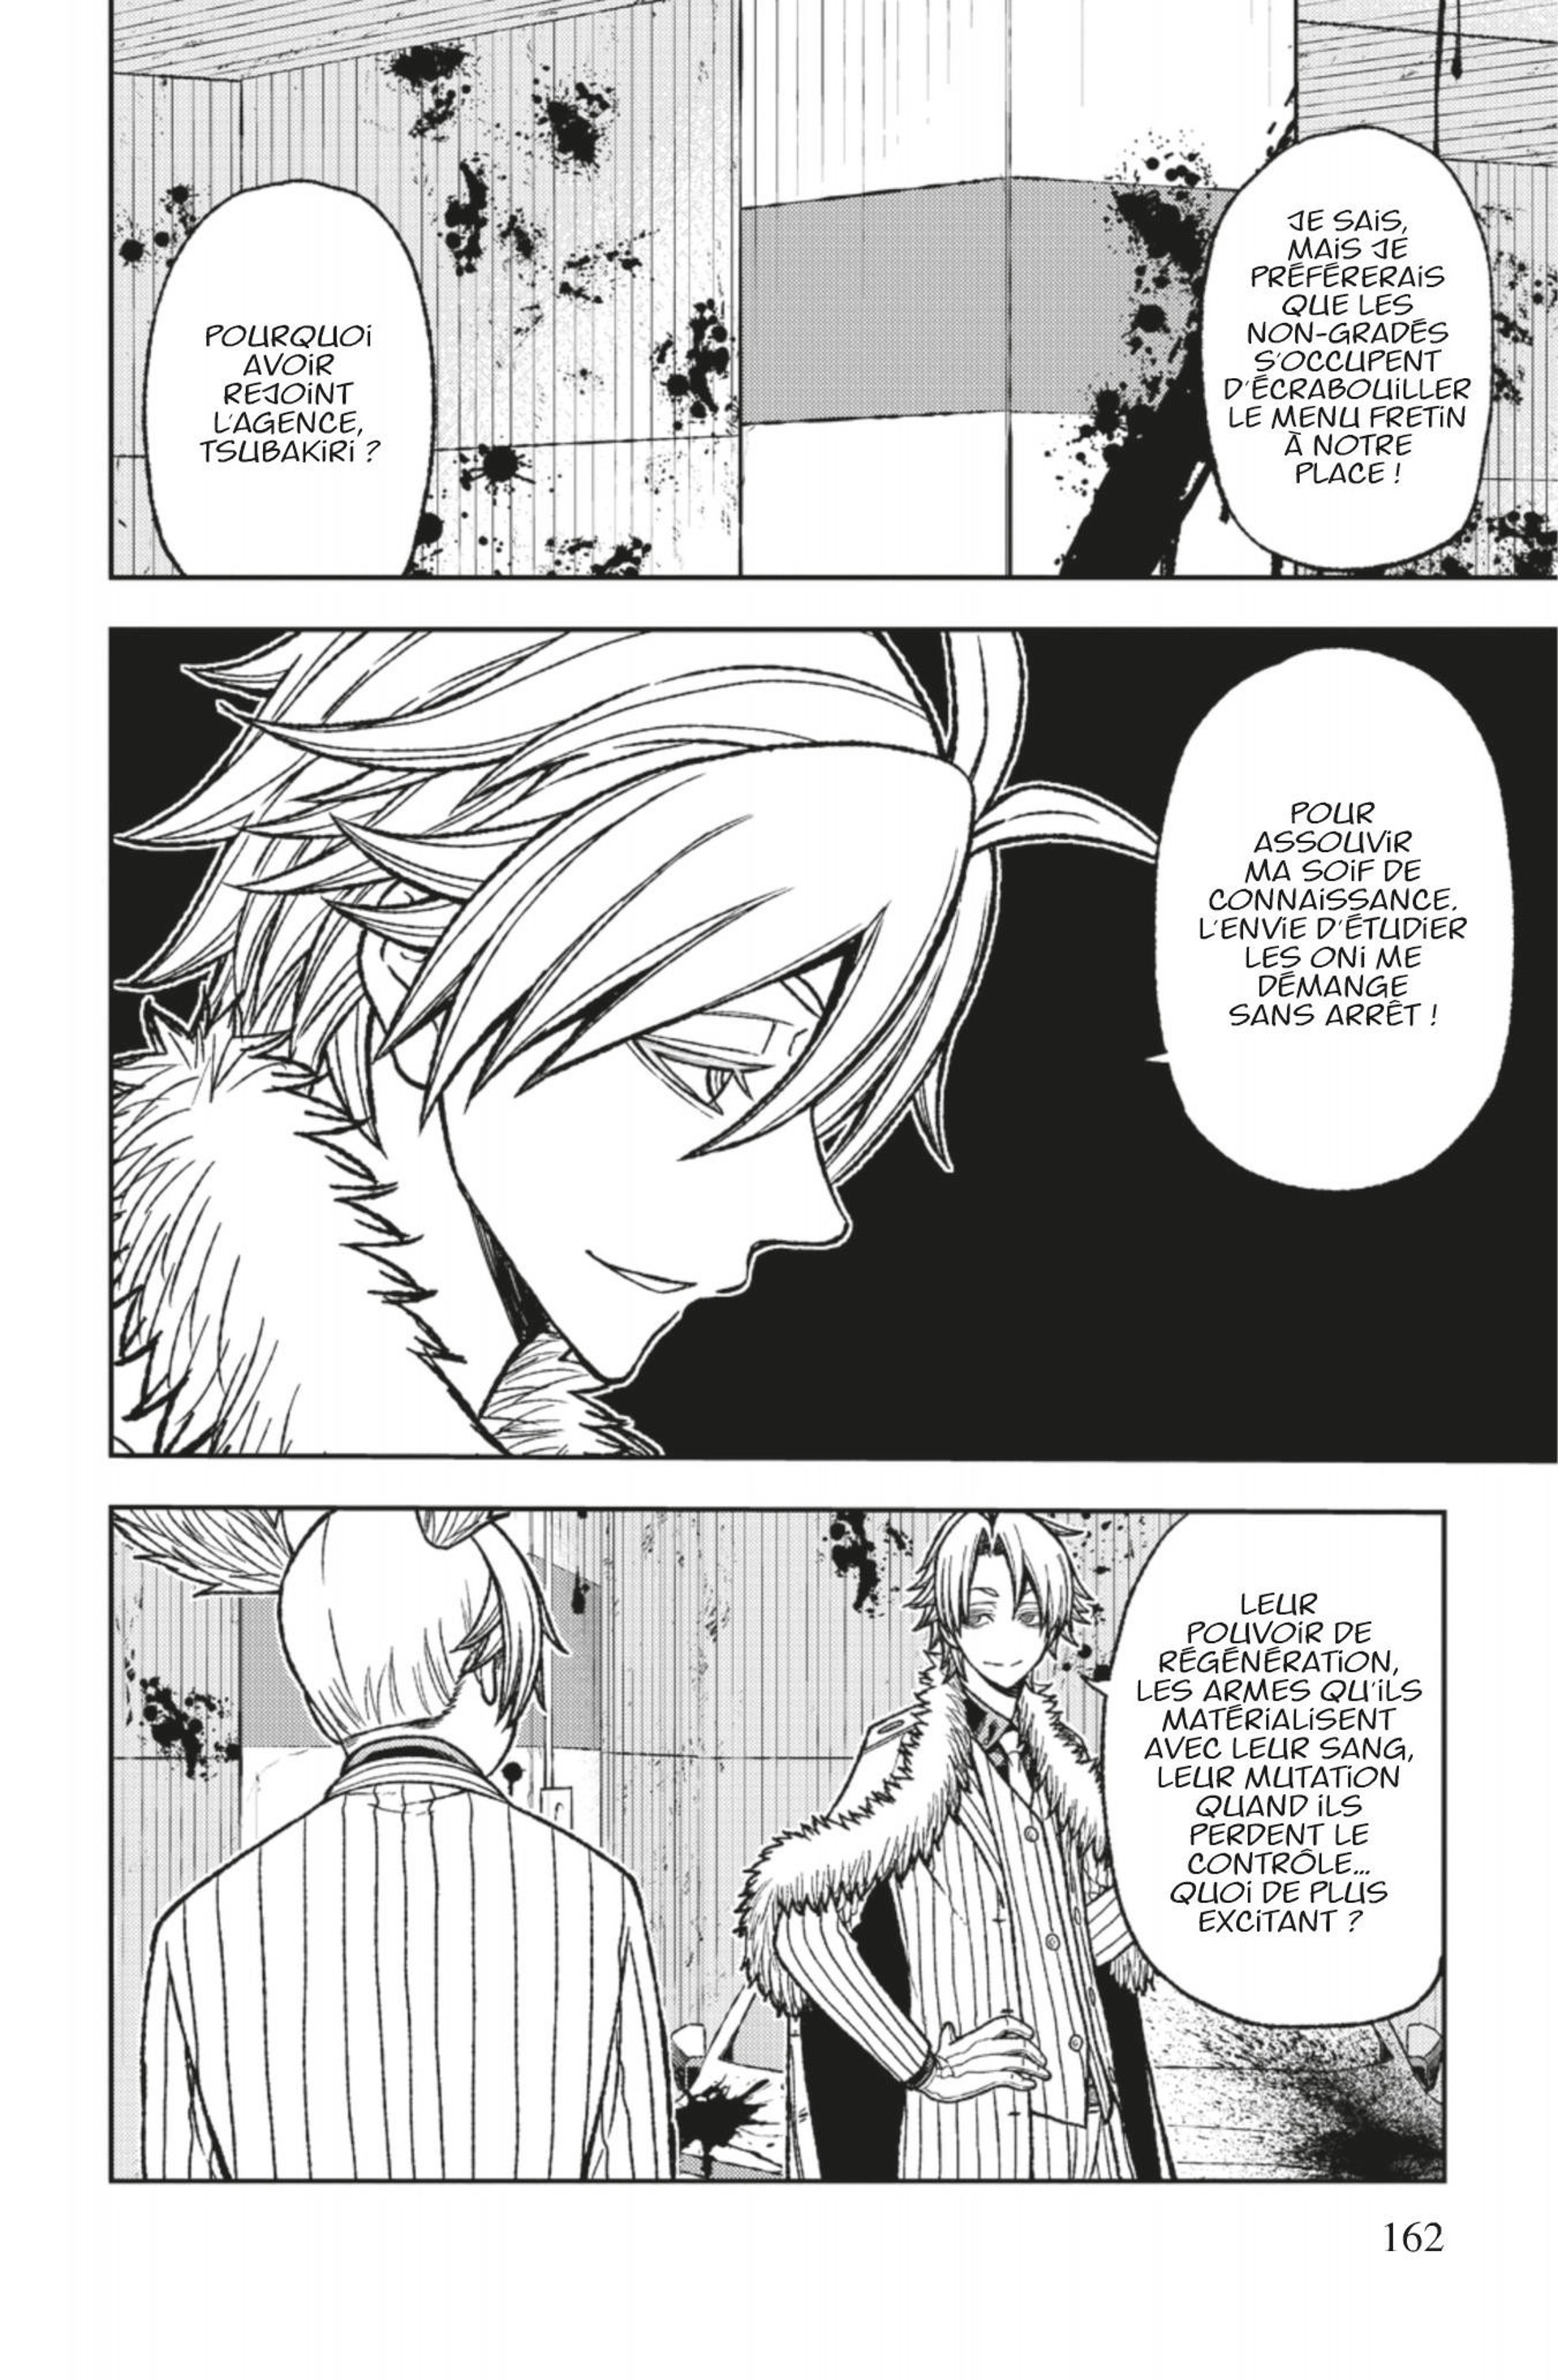 JE SAIS,
MAIS JE
PRÉFÉRERAIS
QUE LES
NON-GRADÉS
S'OCCUPENT
D'ÉCRABOUILLER
LE MENU FRETIN
À NOTRE
PLACE !
POURQUOI
AVOIR
REJOINT
L'AGENCE,
TSUBAKIRI ?
POUR
ASSOUVIR
MA SOIF DE
CONNAISSANCE.
L'ENVIE D'ÉTUDIER
LES ONI ME
DÉMANGE
SANS ARRÊT !
LEUR
POUVOIR DE
RÉGÉNÉRATION,
LES ARMES QU'ILS
MATÉRIALISENT
AVEC LEUR SANG,
LEUR MUTATION
QUAND ILS
PERDENT LE
CONTRÔLE...
QUOI DE PLUS
EXCITANT ?
162